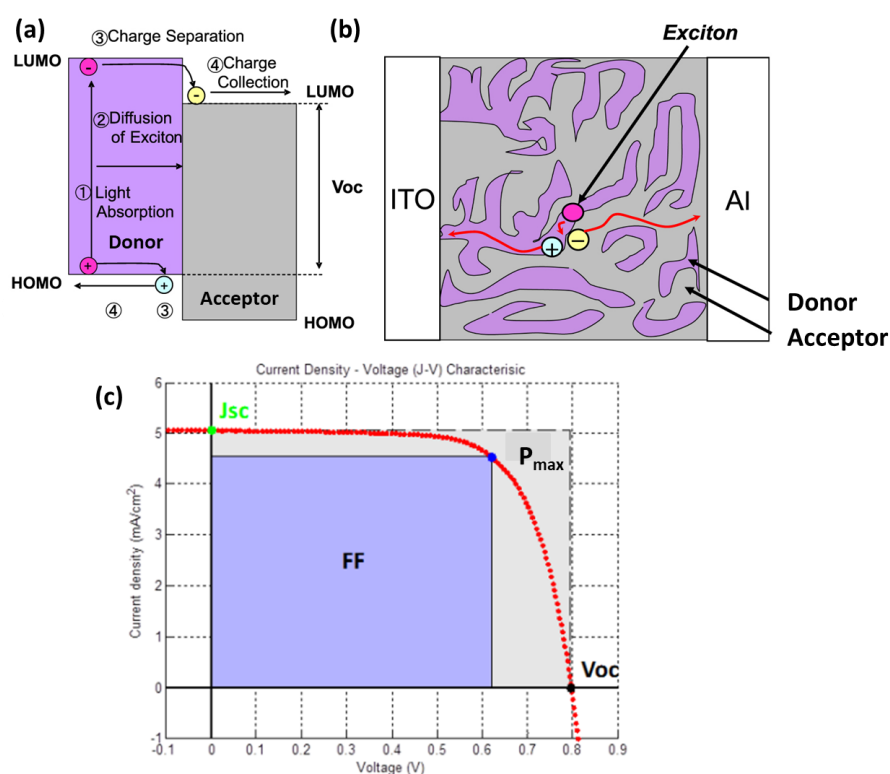 (a)
③Charge Separation
LUMO
④Charge
Collection
LUMO
②Diffusion
of Exciton
Voc
①Light
Absorption
Donor
HOMO
Acceptor
④ ③
HOMO
(b)
Exciton
ITO
Al
Donor
Acceptor
(c)
Current Density - Voltage (J-V) Characterisic
Jsc
Pmax
FF
Voc
Current density (mA/cm²)
6
5
4
3
2
1
0
-1
-0.1 0 0.1 0.2 0.3 0.4 0.5 0.6 0.7 0.8 0.9
Voltage (V)